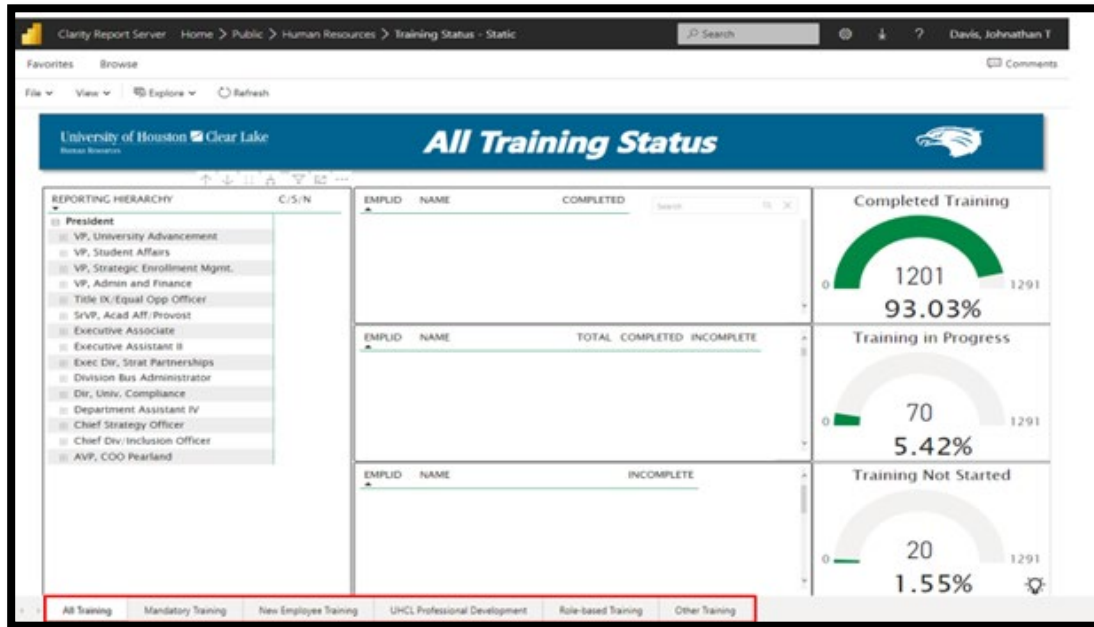 Clarity Report Server Home > Public > Human Resources > Training Status - Static Search ? Davis, Johnathan T
Favorites Browse Comments
File View Explore Refresh
University of Houston Clear Lake
Human Resources
All Training Status
REPORTING HIERARCHY C/S/N
President
VP, University Advancement
VP, Student Affairs
VP, Strategic Enrollment Mgmt.
VP, Admin and Finance
Title IX/Equal Opp Officer
SrVP, Acad Aff/Provost
Executive Associate
Executive Assistant II
Exec Dir, Strat Partnerships
Division Bus Administrator
Dir, Univ. Compliance
Department Assistant IV
Chief Strategy Officer
Chief Div/Inclusion Officer
AVP, COO Pearland
EMPLID NAME COMPLETED
Search
EMPLID NAME TOTAL COMPLETED INCOMPLETE
EMPLID NAME INCOMPLETE
Completed Training
0 1201 1291
93.03%
Training in Progress
0 70 1291
5.42%
Training Not Started
0 20 1291
1.55%
All Training Mandatory Training New Employee Training UHCL Professional Development Role-based Training Other Training